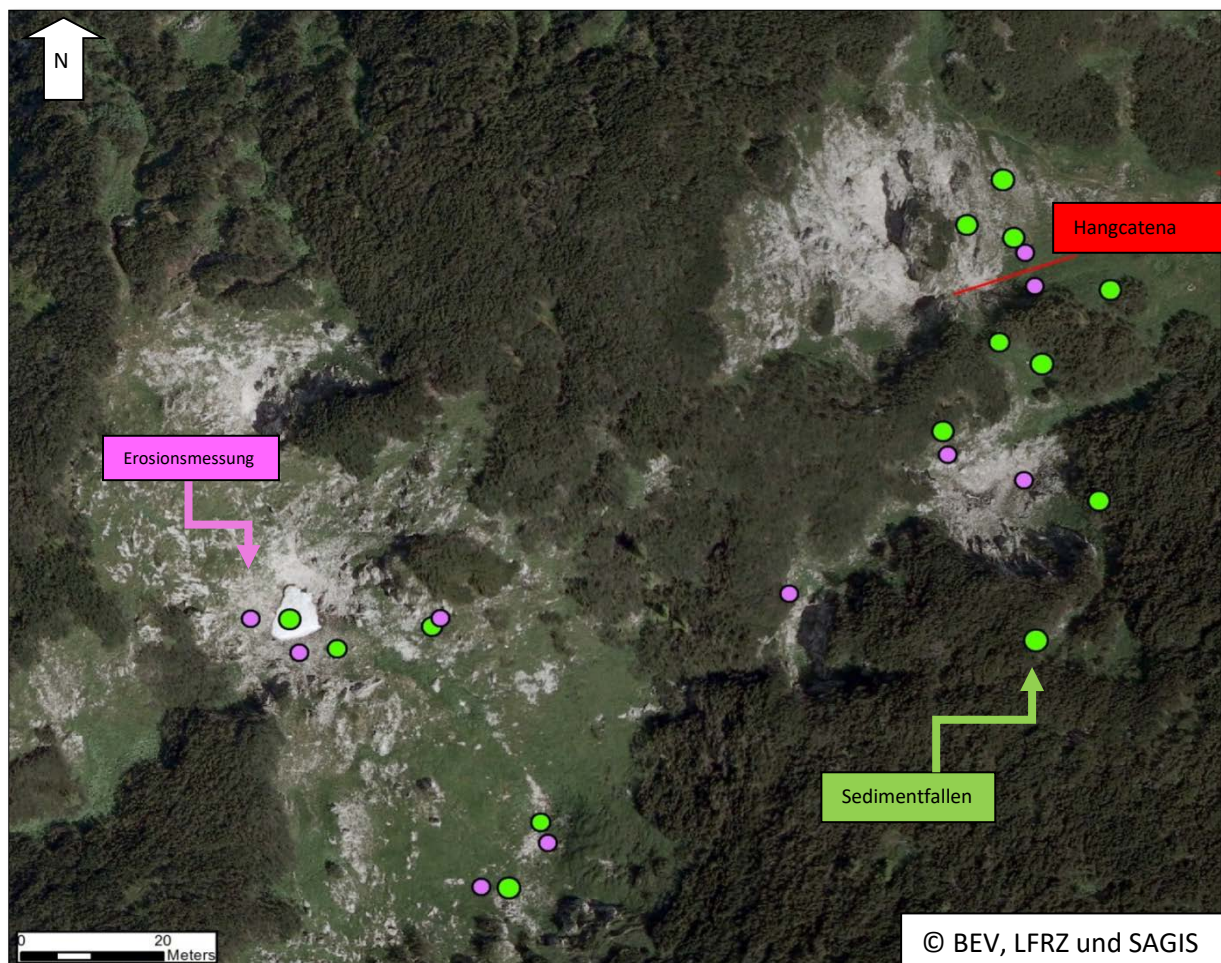 N
Hangcatena
Erosionsmessung
Sedimentfallen
0 20
Meters
© BEV, LFRZ und SAGIS